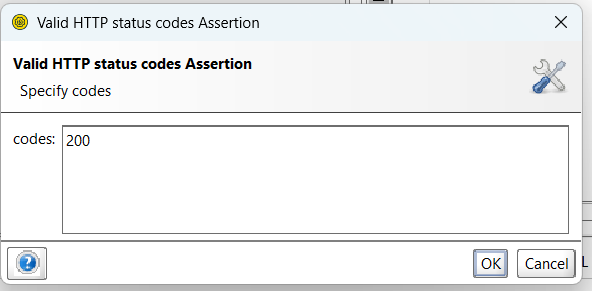 Valid HTTP status codes Assertion
Valid HTTP status codes Assertion
Specify codes
codes: 200
OK Cancel L